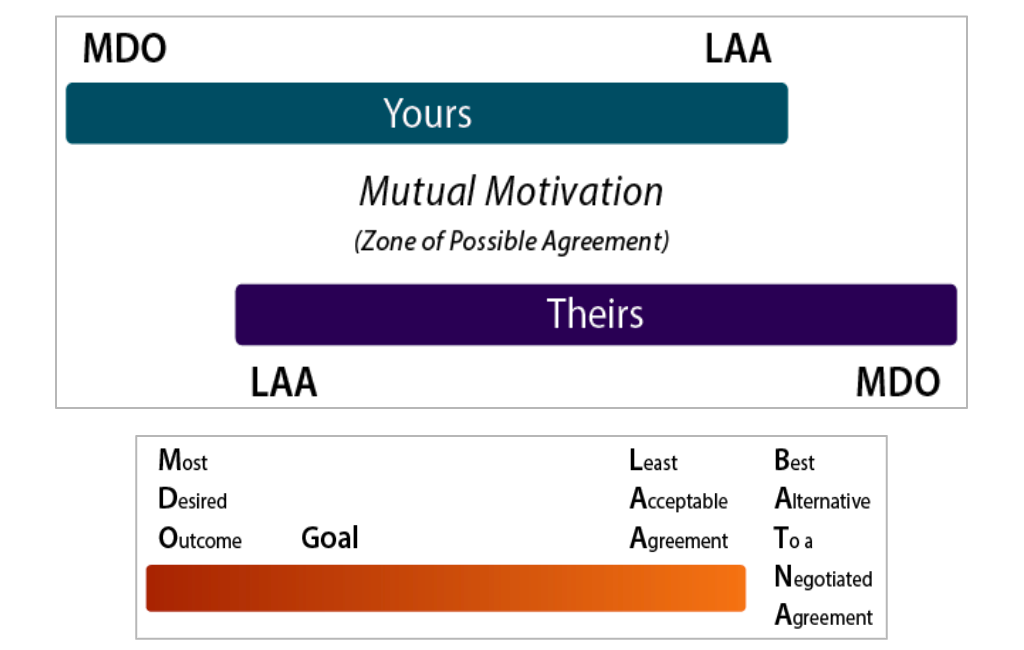 MDO LAA
Yours
Mutual Motivation
(Zone of Possible Agreement)
Theirs
LAA MDO
Most Least Best
Desired Acceptable Alternative
Outcome Goal Agreement To a
Negotiated
Agreement